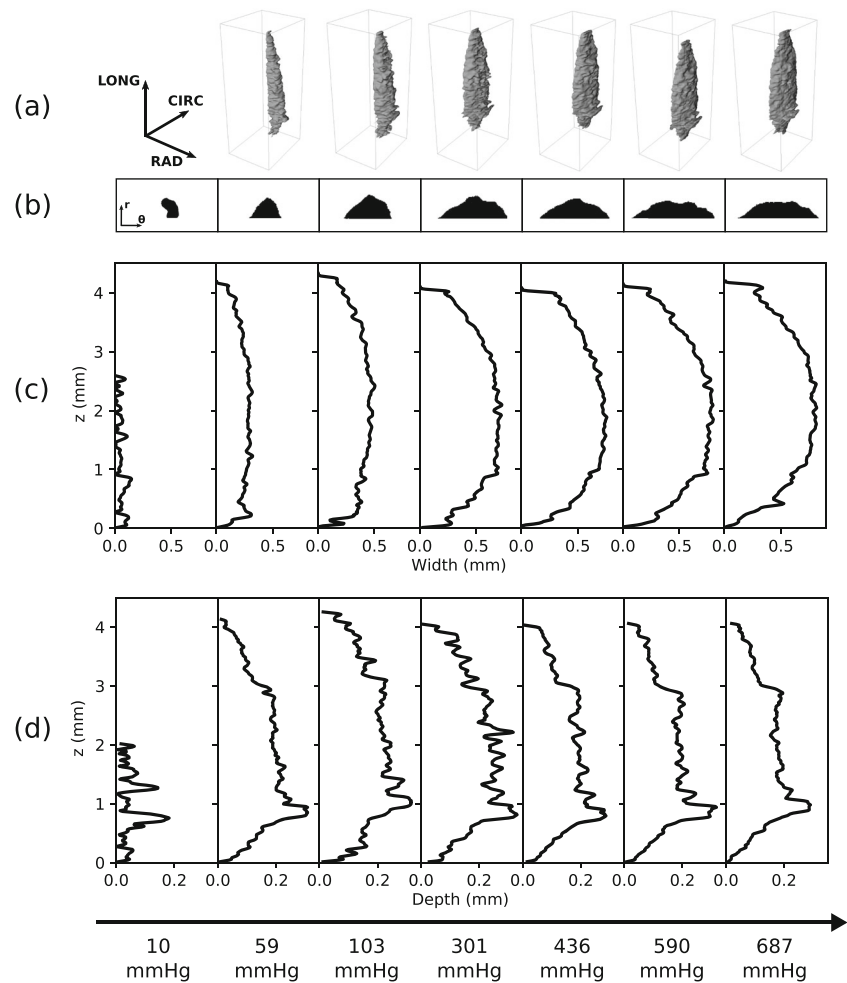 (a)
LONG
CIRC
RAD
(b)
r
θ
(c)
z (mm)
4
3
2
1
0
0.0 0.5 0.0 0.5 0.0 0.5 0.0 0.5 0.0 0.5 0.0 0.5 0.0 0.5
Width (mm)
(d)
z (mm)
4
3
2
1
0
0.0 0.2 0.0 0.2 0.0 0.2 0.0 0.2 0.0 0.2 0.0 0.2 0.0 0.2
Depth (mm)
10 59 103 301 436 590 687
mmHg mmHg mmHg mmHg mmHg mmHg mmHg